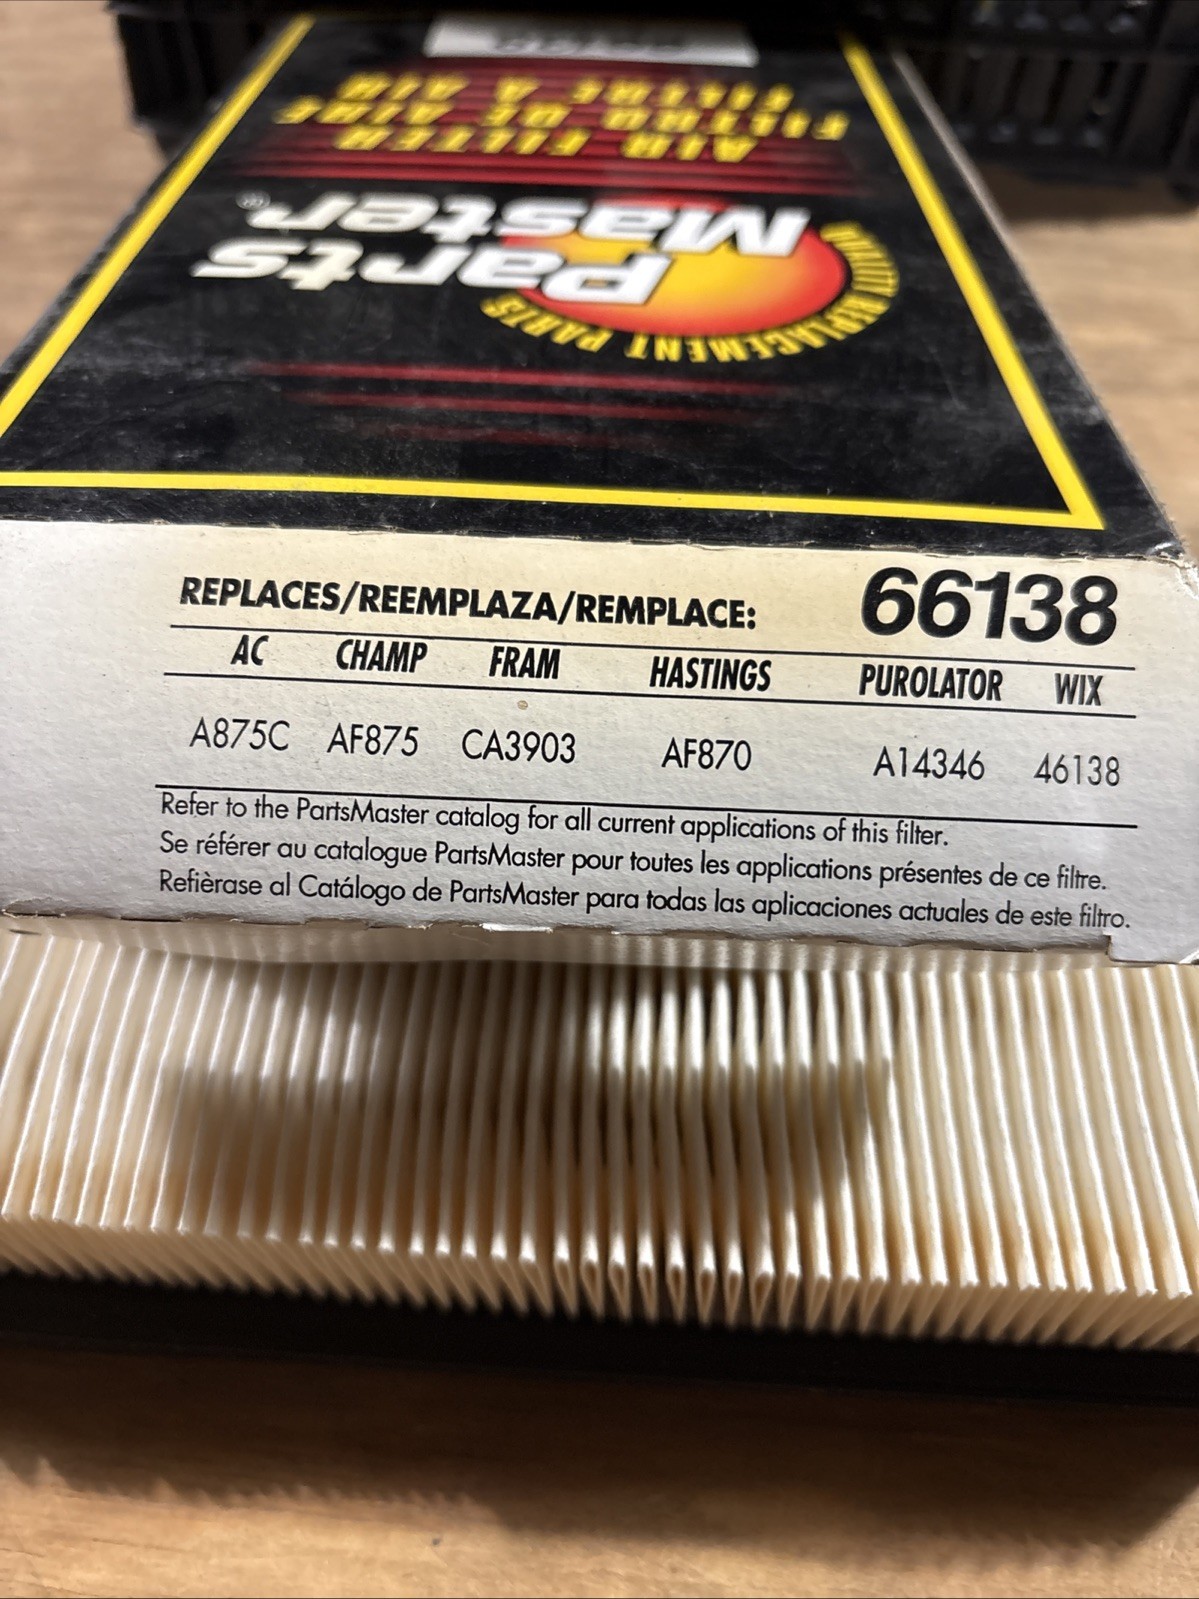 AIR FILTER
FILTRO DE AIRE
FILTRE À AIR
Parts
Master®
QUALITY REPLACEMENT PARTS
REPLACES/REEMPLAZA/REMPLACE: 66138
AC CHAMP FRAM HASTINGS PUROLATOR WIX
A875C AF875 CA3903 AF870 A14346 46138
Refer to the PartsMaster catalog for all current applications of this filter.
Se référer au catalogue PartsMaster pour toutes les applications présentes de ce filtre.
Refièrase al Catálogo de PartsMaster para todas las aplicaciones actuales de este filtro.